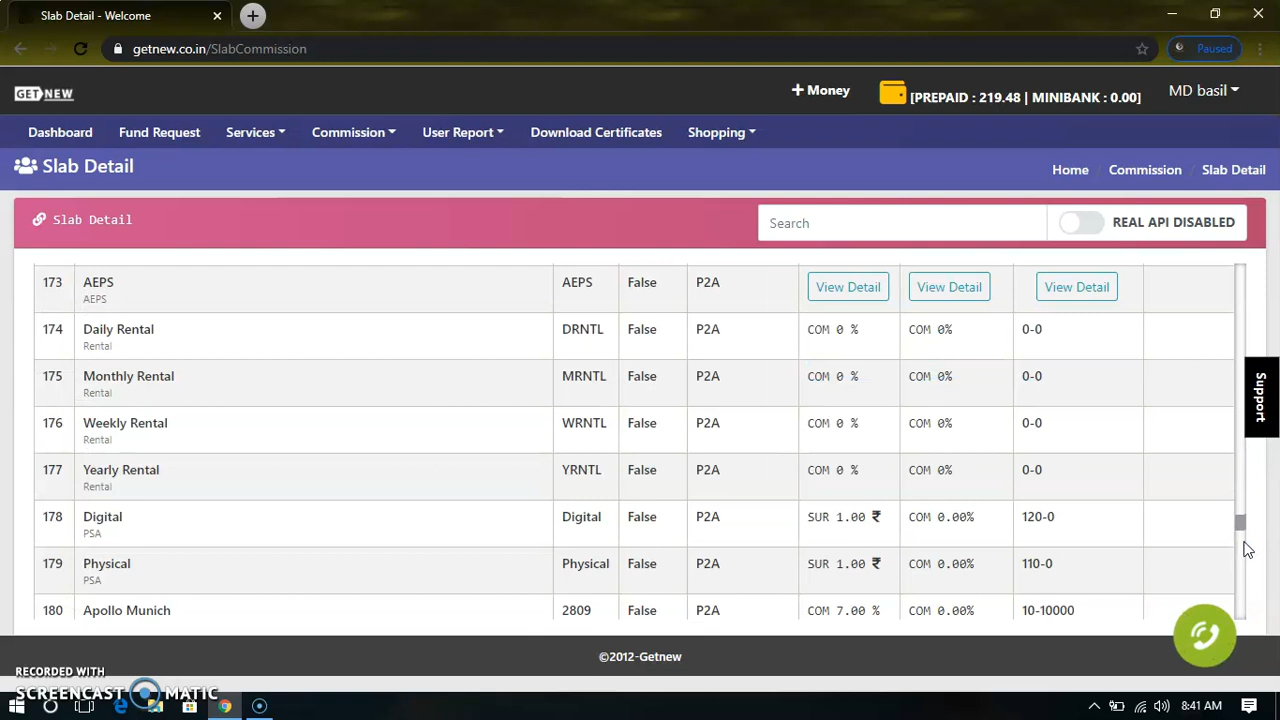 Slab Detail - Welcome
getnew.co.in/SlabCommission
Paused
GET NEW
+ Money
[PREPAID : 219.48 | MINIBANK : 0.00]
MD basil
Dashboard
Fund Request
Services
Commission
User Report
Download Certificates
Shopping
Slab Detail
Home / Commission / Slab Detail
Slab Detail
Search
REAL API DISABLED
173 AEPS AEPS False P2A View Detail View Detail View Detail
AEPS
174 Daily Rental DRNTL False P2A COM 0 % COM 0% 0-0
Rental
175 Monthly Rental MRNTL False P2A COM 0 % COM 0% 0-0
Rental
176 Weekly Rental WRNTL False P2A COM 0 % COM 0% 0-0
Rental
177 Yearly Rental YRNTL False P2A COM 0 % COM 0% 0-0
Rental
178 Digital Digital False P2A SUR 1.00 ₹ COM 0.00% 120-0
PSA
179 Physical Physical False P2A SUR 1.00 ₹ COM 0.00% 110-0
PSA
180 Apollo Munich 2809 False P2A COM 7.00 % COM 0.00% 10-10000
Support
©2012-Getnew
RECORDED WITH
SCREENCAST MATIC
8:41 AM